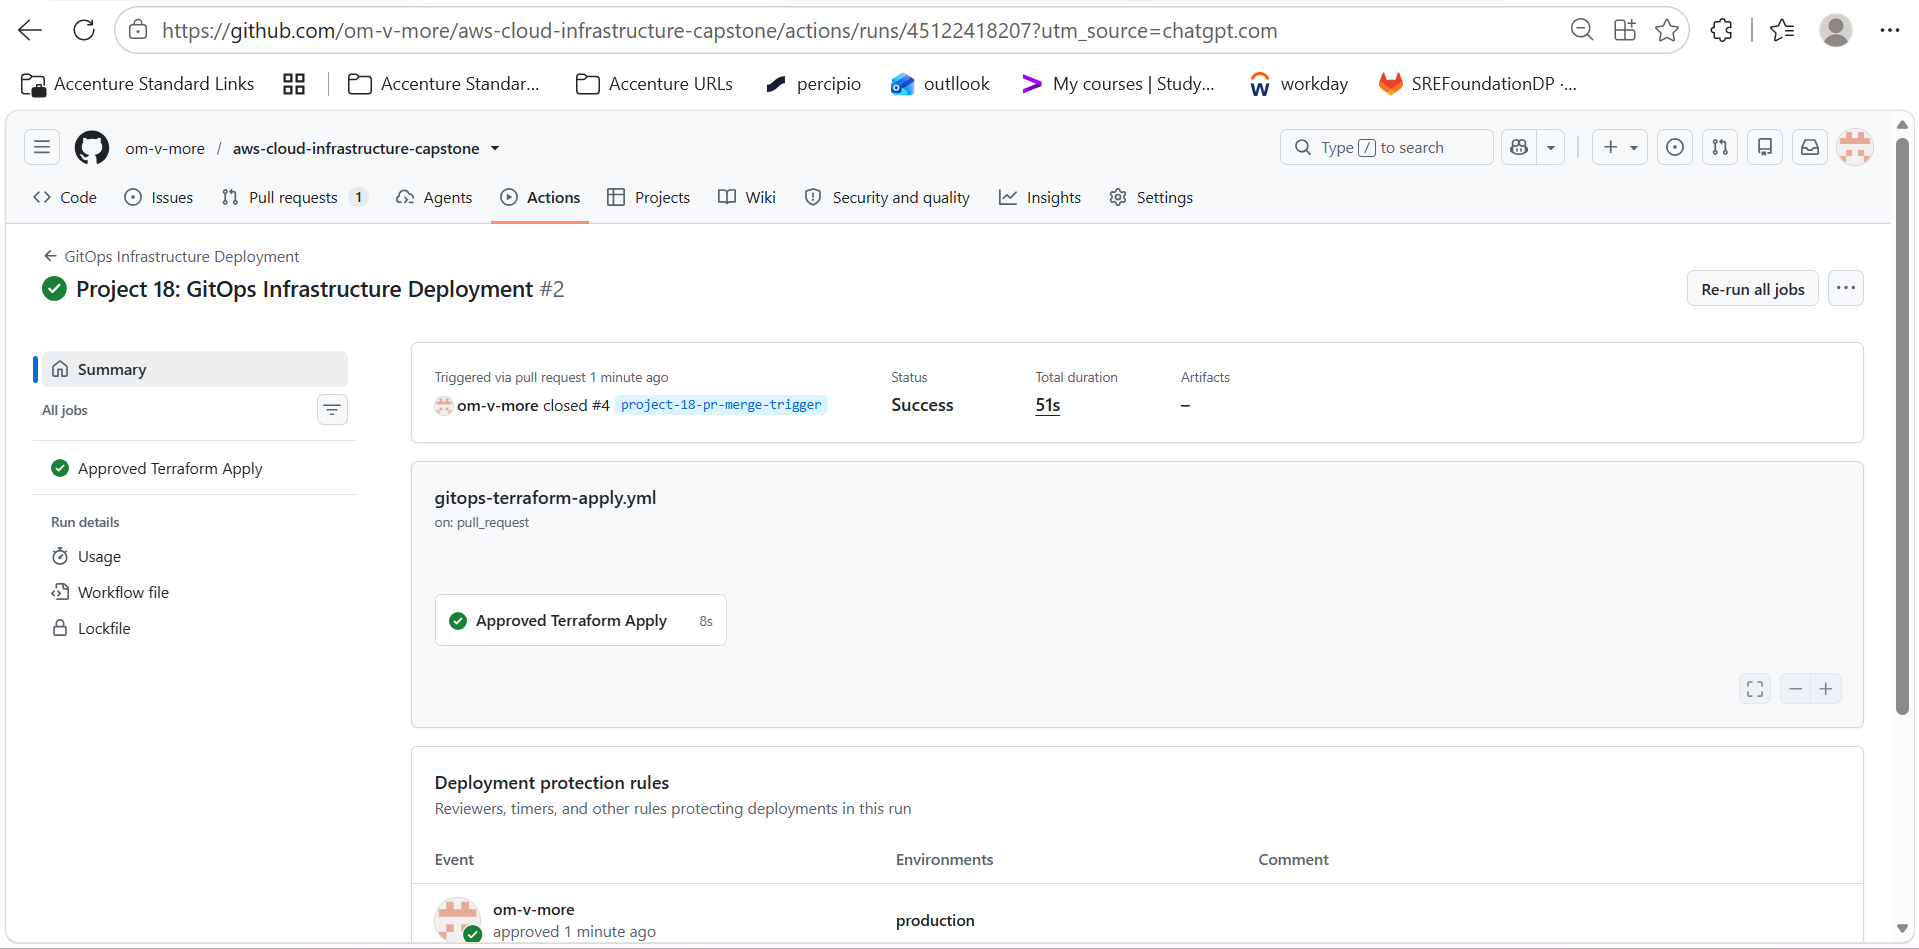 https://github.com/om-v-more/aws-cloud-infrastructure-capstone/actions/runs/45122418207?utm_source=chatgpt.com
Accenture Standard Links
Accenture Standar...
Accenture URLs
percipio
outllook
My courses | Study...
workday
SREFoundationDP ·...
om-v-more / aws-cloud-infrastructure-capstone
Type / to search
Code
Issues
Pull requests 1
Agents
Actions
Projects
Wiki
Security and quality
Insights
Settings
GitOps Infrastructure Deployment
Project 18: GitOps Infrastructure Deployment #2
Re-run all jobs
Summary
All jobs
Approved Terraform Apply
Run details
Usage
Workflow file
Lockfile
Triggered via pull request 1 minute ago
om-v-more closed #4 project-18-pr-merge-trigger
Status
Success
Total duration
51s
Artifacts
–
gitops-terraform-apply.yml
on: pull_request
Approved Terraform Apply 8s
Deployment protection rules
Reviewers, timers, and other rules protecting deployments in this run
Event Environments Comment
om-v-more
approved 1 minute ago
production